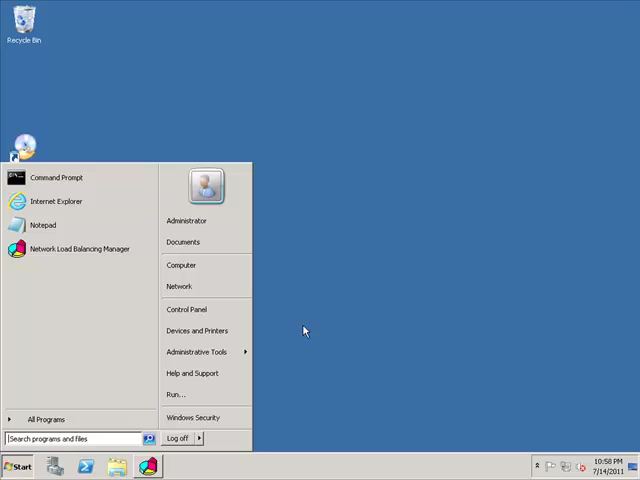 Recycle Bin
Command Prompt
Internet Explorer
Notepad
Network Load Balancing Manager
All Programs
Search programs and files
Administrator
Documents
Computer
Network
Control Panel
Devices and Printers
Administrative Tools
Help and Support
Run...
Windows Security
Log off
Start
10:58 PM
7/14/2011